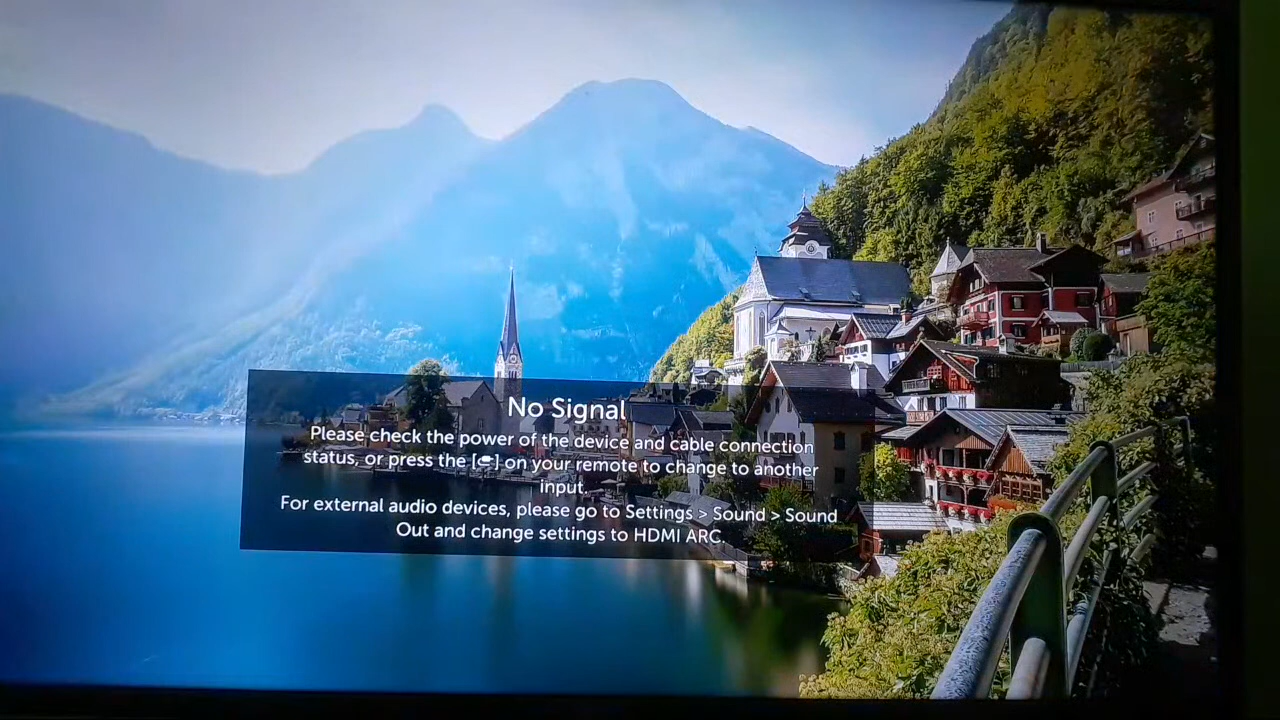 No Signal
Please check the power of the device and cable connection
status, or press the [] on your remote to change to another
input.
For external audio devices, please go to Settings > Sound > Sound
Out and change settings to HDMI ARC.